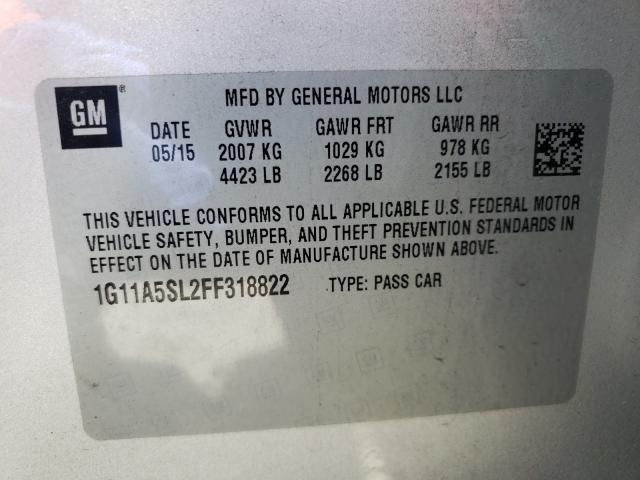 GM ®
MFD BY GENERAL MOTORS LLC
DATE GVWR GAWR FRT GAWR RR
05/15 2007 KG 1029 KG 978 KG
4423 LB 2268 LB 2155 LB
THIS VEHICLE CONFORMS TO ALL APPLICABLE U.S. FEDERAL MOTOR
VEHICLE SAFETY, BUMPER, AND THEFT PREVENTION STANDARDS IN
EFFECT ON THE DATE OF MANUFACTURE SHOWN ABOVE.
1G11A5SL2FF318822 TYPE: PASS CAR